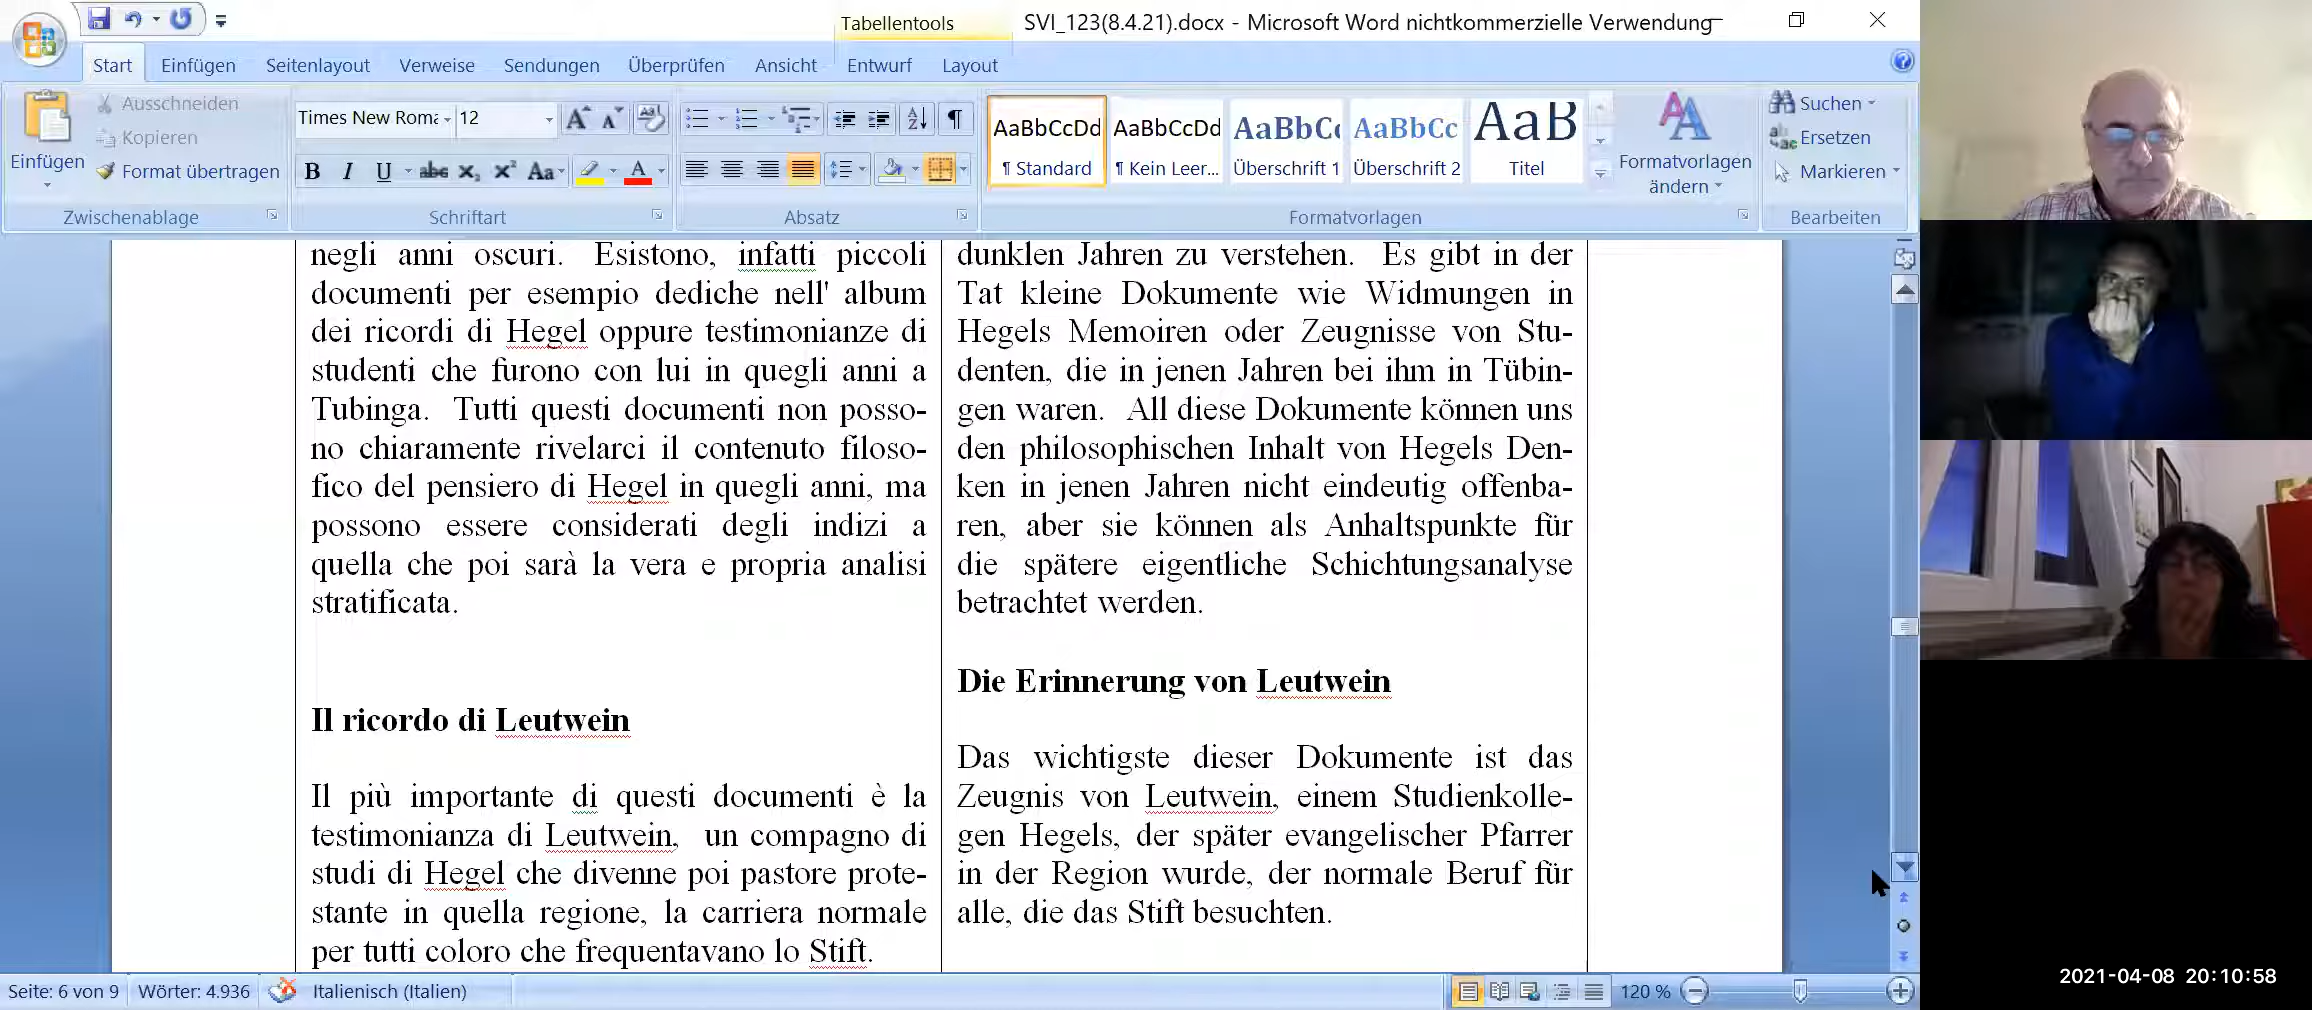 Tabellentools
SVI_123(8.4.21).docx - Microsoft Word nichtkommerzielle Verwendung
Start
Einfügen
Seitenlayout
Verweise
Sendungen
Überprüfen
Ansicht
Entwurf
Layout
Einfügen
Ausschneiden
Kopieren
Format übertragen
Zwischenablage
Times New Roma
12
Schriftart
Absatz
AaBbCcDd
¶ Standard
AaBbCcDd
¶ Kein Leer...
AaBbCc
Überschrift 1
AaBbCc
Überschrift 2
AaB
Titel
Formatvorlagen
ändern
Formatvorlagen
Suchen
Ersetzen
Markieren
Bearbeiten
negli anni oscuri. Esistono, infatti piccoli
documenti per esempio dediche nell' album
dei ricordi di Hegel oppure testimonianze di
studenti che furono con lui in quegli anni a
Tubinga. Tutti questi documenti non posso-
no chiaramente rivelarci il contenuto filoso-
fico del pensiero di Hegel in quegli anni, ma
possono essere considerati degli indizi a
quella che poi sarà la vera e propria analisi
stratificata.
Il ricordo di Leutwein
Il più importante di questi documenti è la
testimonianza di Leutwein, un compagno di
studi di Hegel che divenne poi pastore prote-
stante in quella regione, la carriera normale
per tutti coloro che frequentavano lo Stift.
dunklen Jahren zu verstehen. Es gibt in der
Tat kleine Dokumente wie Widmungen in
Hegels Memoiren oder Zeugnisse von Stu-
denten, die in jenen Jahren bei ihm in Tübin-
gen waren. All diese Dokumente können uns
den philosophischen Inhalt von Hegels Den-
ken in jenen Jahren nicht eindeutig offenba-
ren, aber sie können als Anhaltspunkte für
die spätere eigentliche Schichtungsanalyse
betrachtet werden.
Die Erinnerung von Leutwein
Das wichtigste dieser Dokumente ist das
Zeugnis von Leutwein, einem Studienkolle-
gen Hegels, der später evangelischer Pfarrer
in der Region wurde, der normale Beruf für
alle, die das Stift besuchten.
Seite: 6 von 9
Wörter: 4.936
Italienisch (Italien)
120 %
2021-04-08 20:10:58